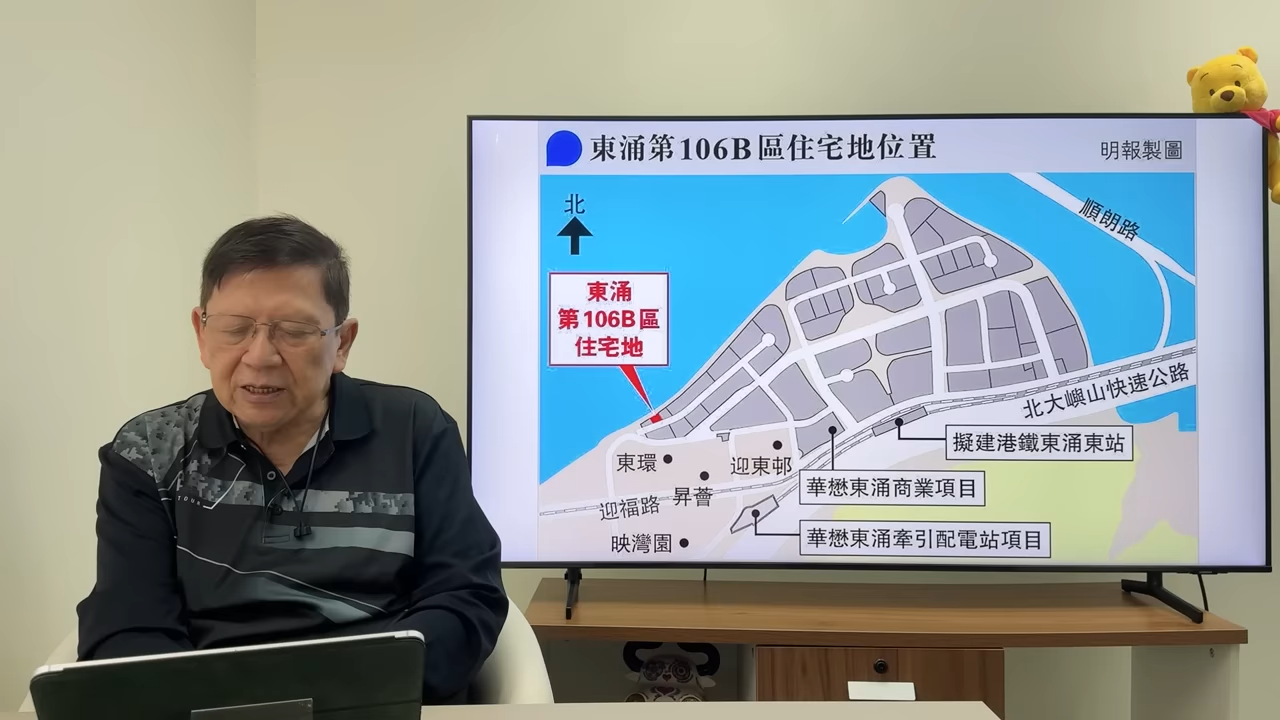 東涌第106B區住宅地位置
明報製圖
北
順朗路
東涌
第106B區
住宅地
北大嶼山快速公路
擬建港鐵東涌東站
東環
迎東邨
昇薈
華懋東涌商業項目
迎福路
華懋東涌牽引配電站項目
映灣園
TOUR